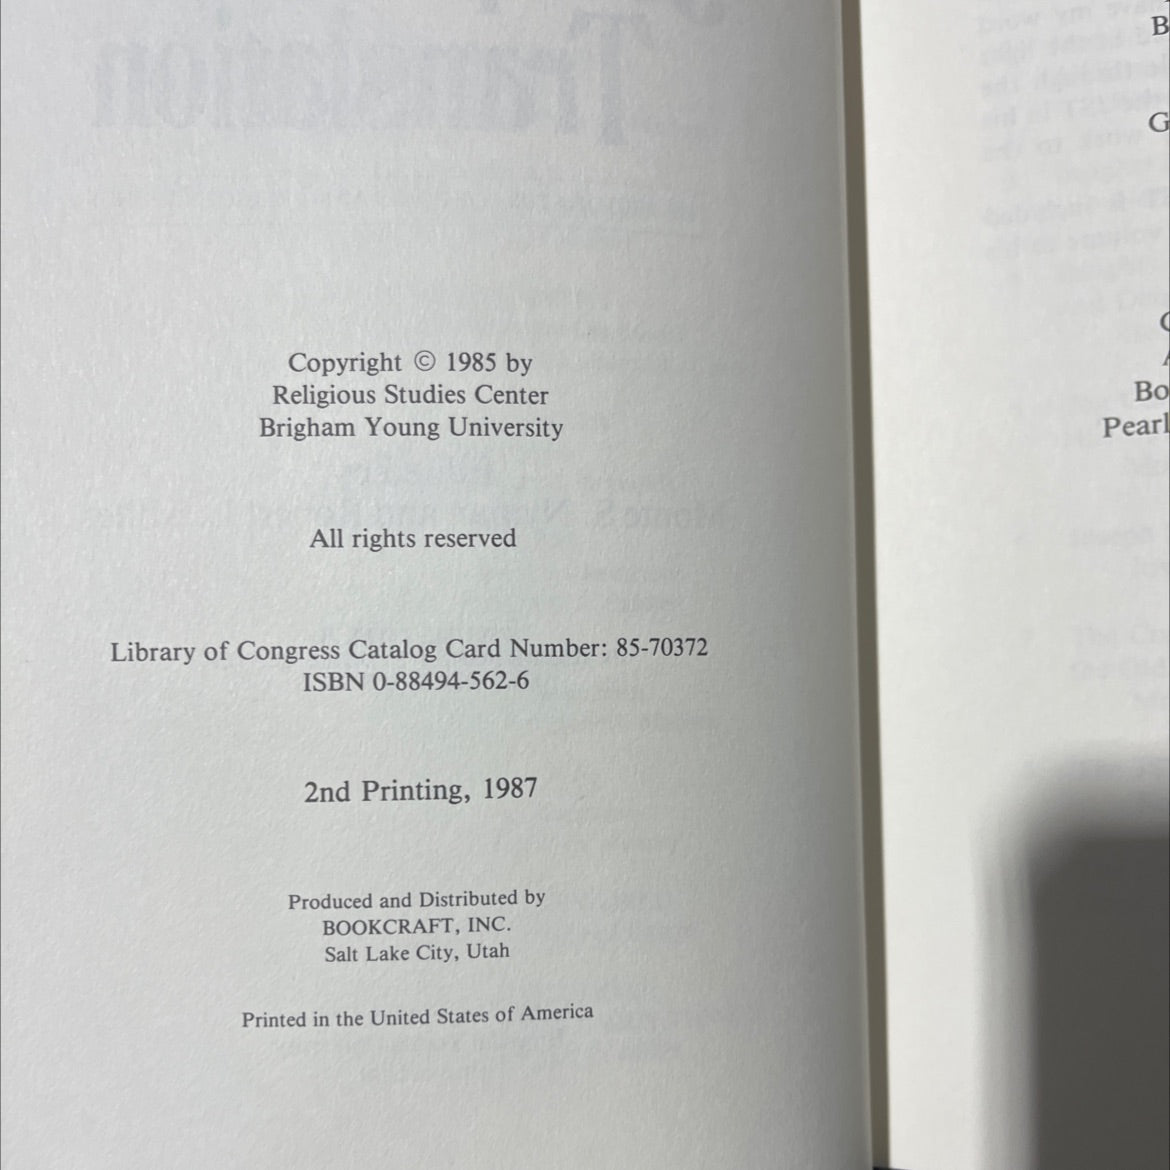 Translation
Copyright © 1985 by
Religious Studies Center
Brigham Young University
All rights reserved
Library of Congress Catalog Card Number: 85-70372
ISBN 0-88494-562-6
2nd Printing, 1987
Produced and Distributed by
BOOKCRAFT, INC.
Salt Lake City, Utah
Printed in the United States of America
B
G
Bo
Pearl